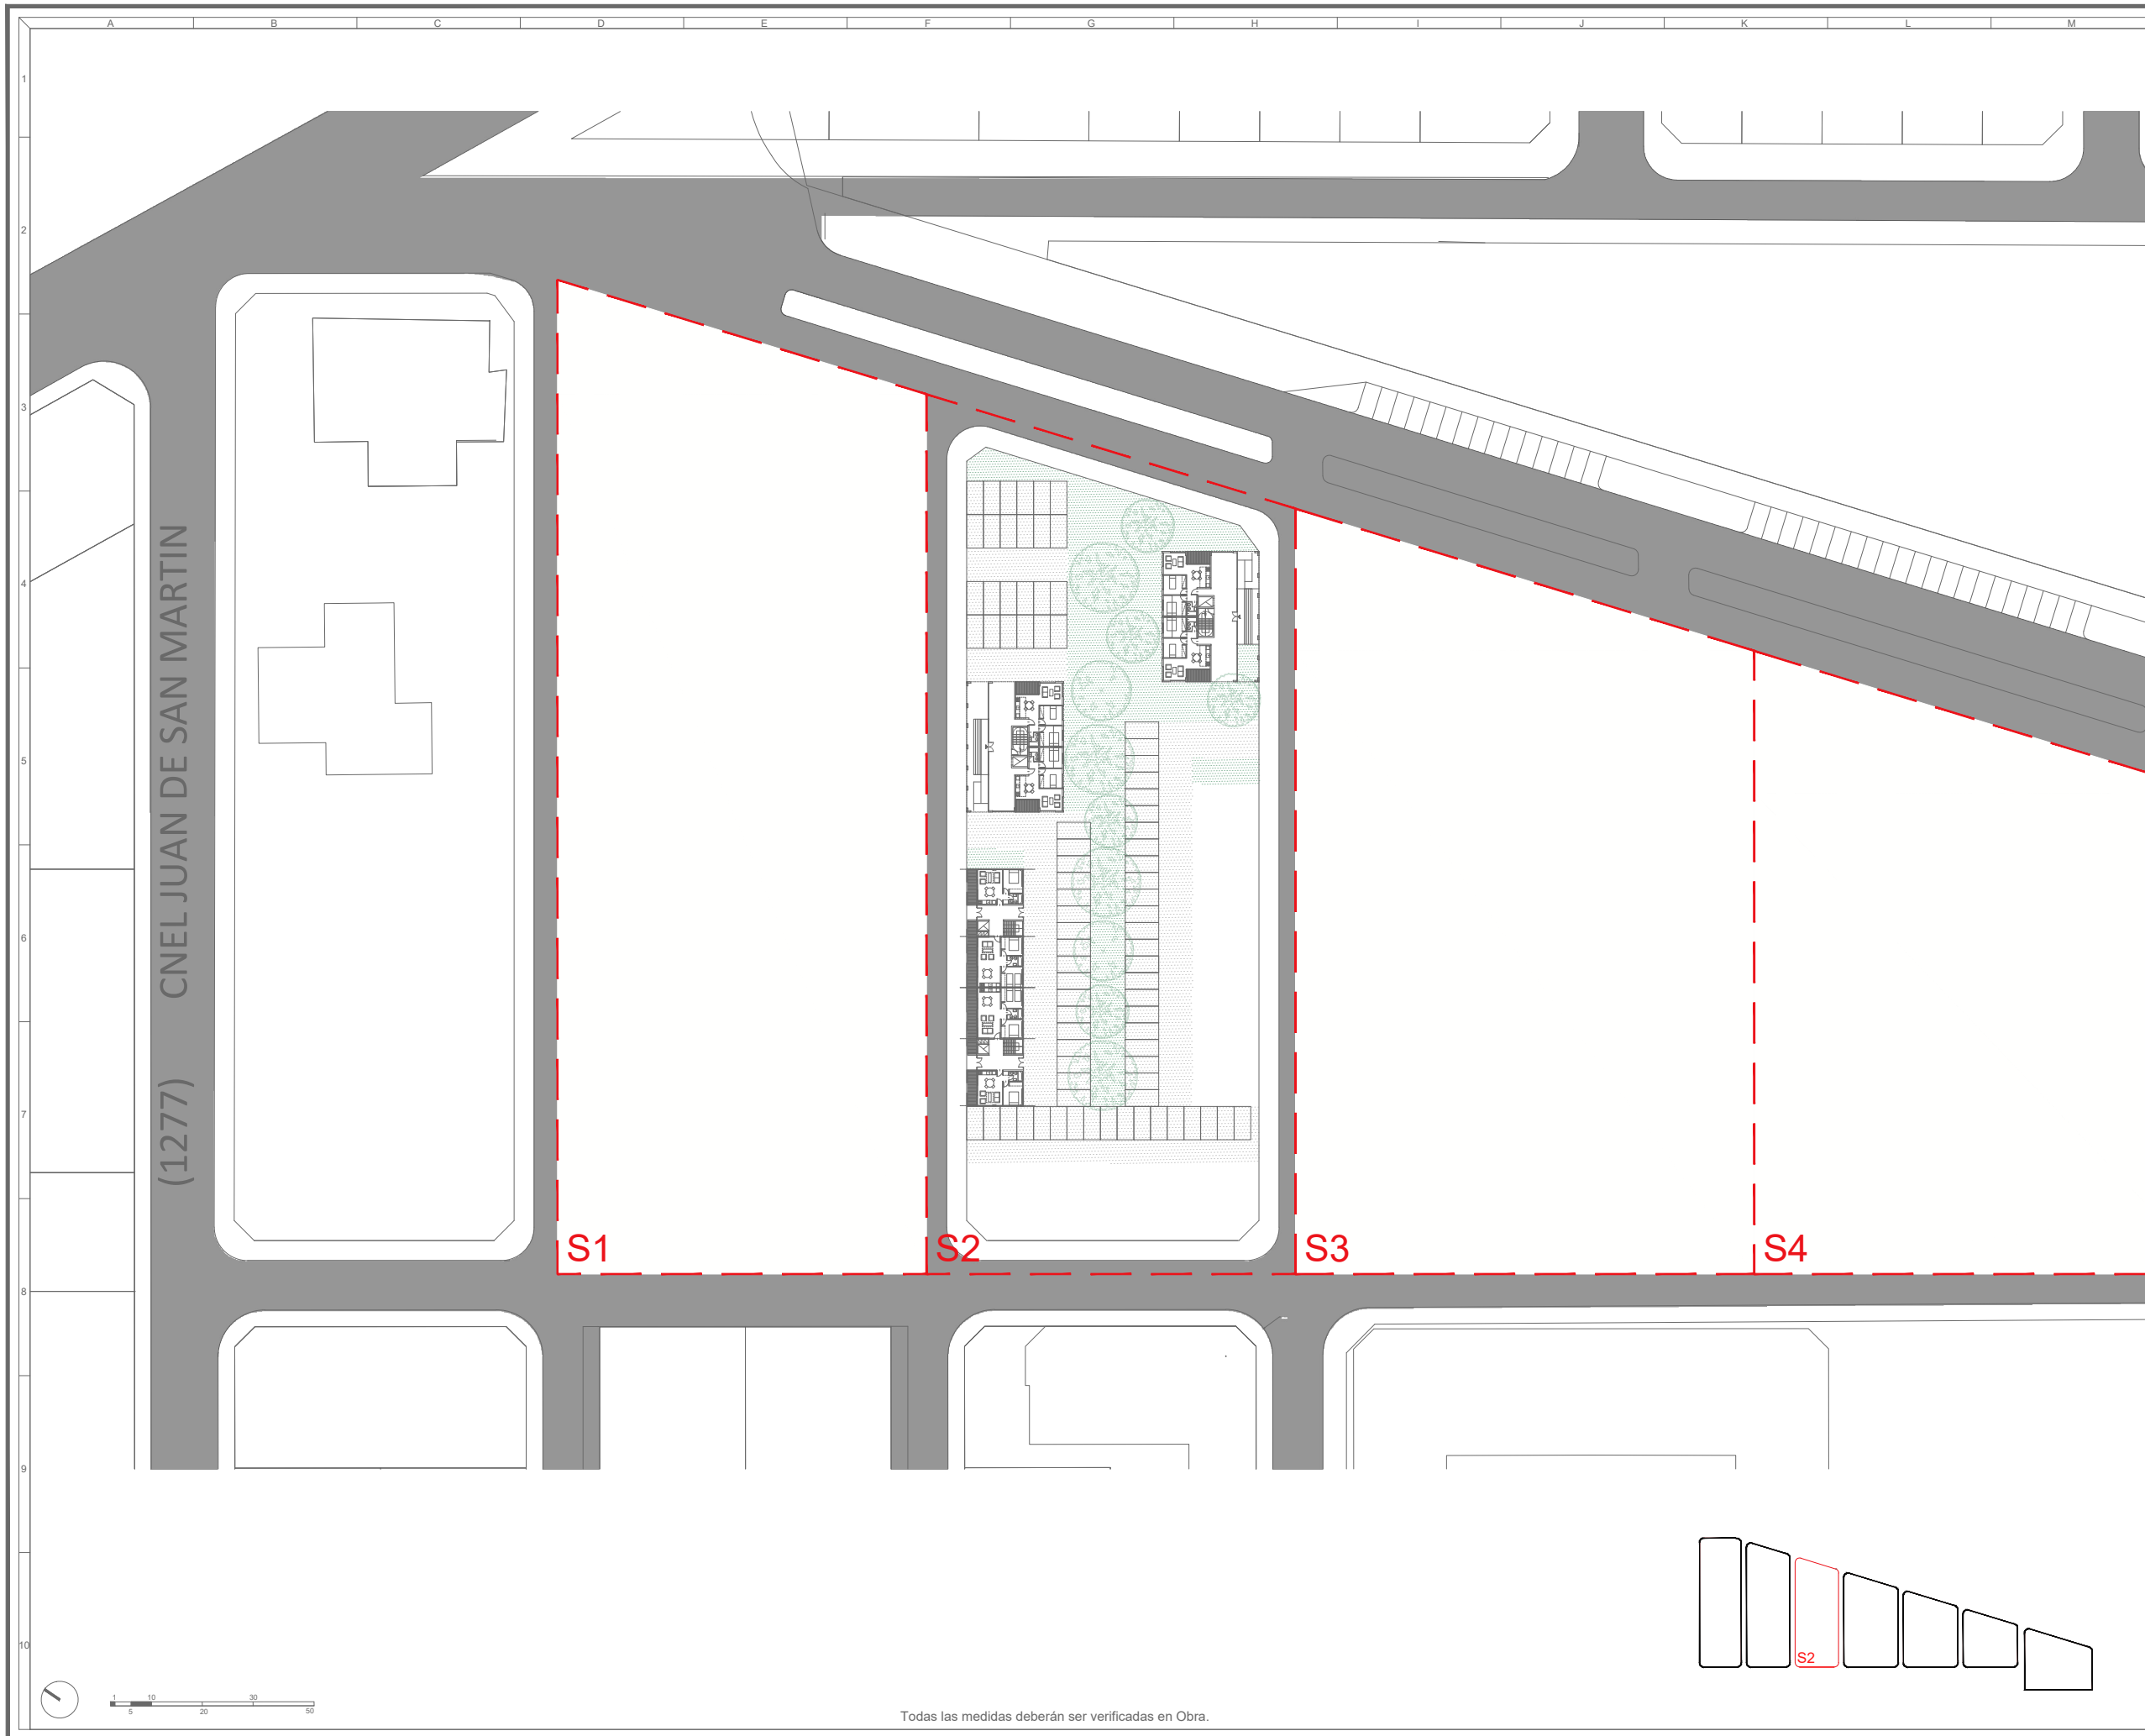 A B C D E F G H I J K L M
1
2
3
4
5
6
7
8
9
10
(1277) CNEL JUAN DE SAN MARTIN
S1
S2
S3
S4
S2
1 10 30
5 20 50
Todas las medidas deberán ser verificadas en Obra.